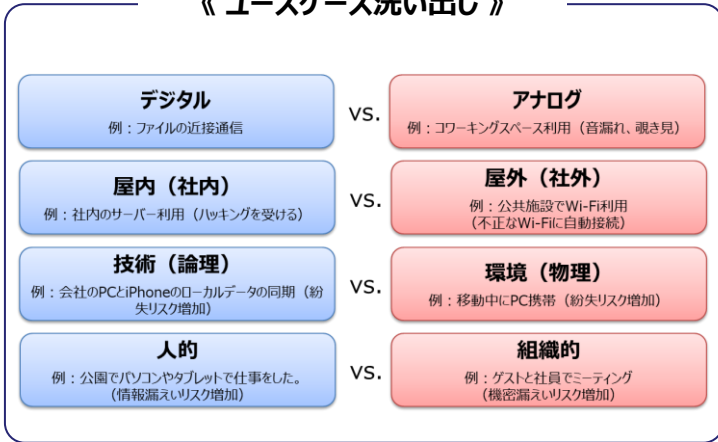 《 ユースケース洗い出し 》
デジタル
例：ファイルの近接通信
vs.
アナログ
例：コワーキングスペース利用（音漏れ、覗き見）
屋内（社内）
例：社内のサーバー利用（ハッキングを受ける）
vs.
屋外（社外）
例：公共施設でWi-Fi利用
（不正なWi-Fiに自動接続）
技術（論理）
例：会社のPCとiPhoneのローカルデータの同期（紛
失リスク増加）
vs.
環境（物理）
例：移動中にPC携帯（紛失リスク増加）
人的
例：公園でパソコンやタブレットで仕事をした。
（情報漏えいリスク増加）
vs.
組織的
例：ゲストと社員でミーティング
（機密漏えいリスク増加）